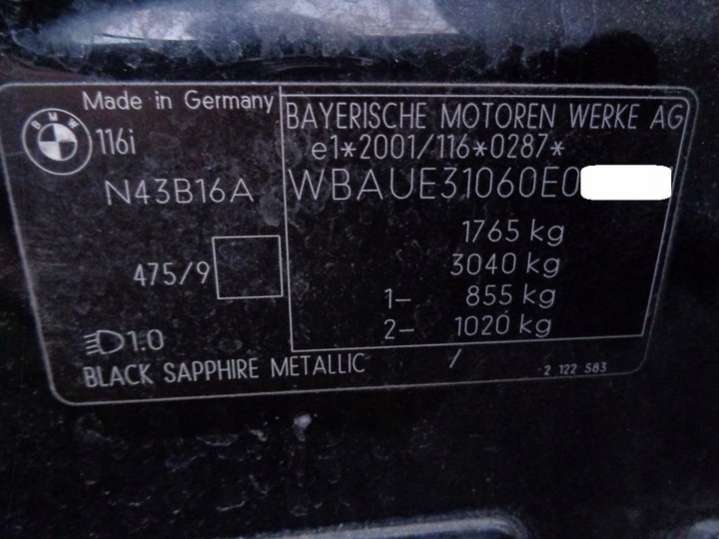 Made in Germany
BMW
116i
N43B16A
475/9
1.0
BLACK SAPPHIRE METALLIC /
BAYERISCHE MOTOREN WERKE AG
e1*2001/116*0287*
WBAUE31060E0
1765 kg
3040 kg
1– 855 kg
2– 1020 kg
2 122 583